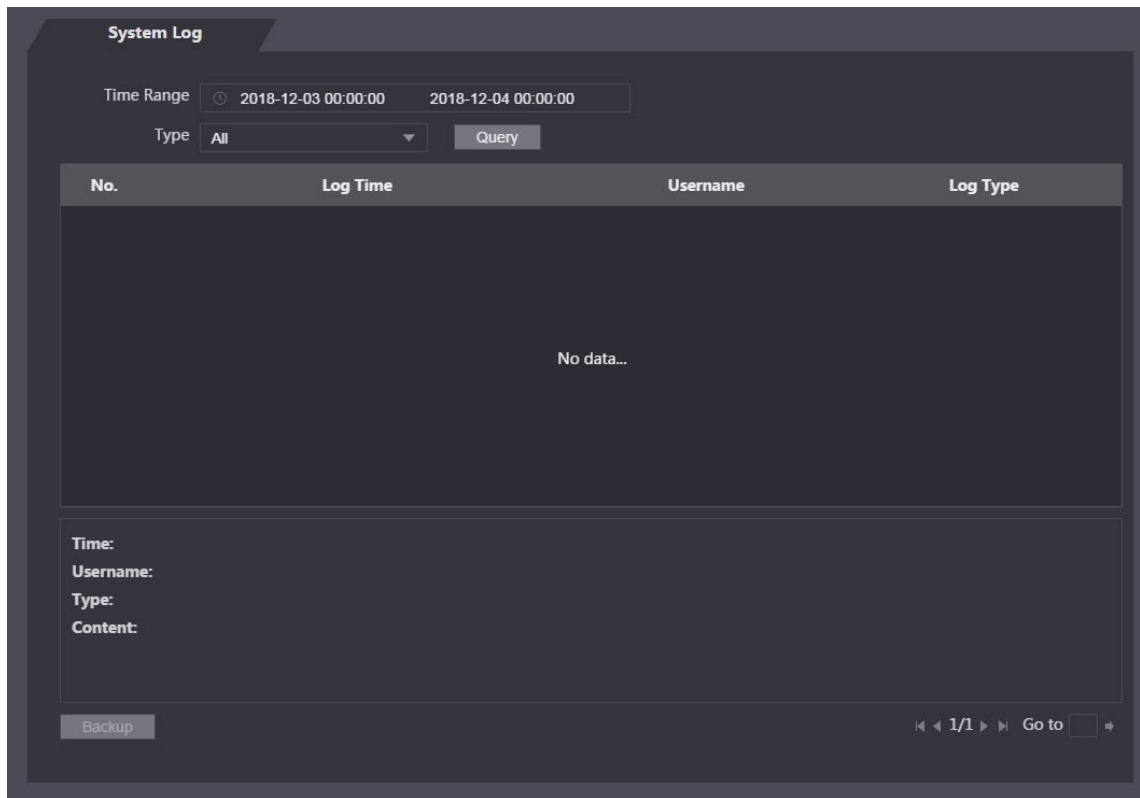 System Log
Time Range 2018-12-03 00:00:00 2018-12-04 00:00:00
Type All Query
No. Log Time Username Log Type
No data...
Time:
Username:
Type:
Content:
Backup 1/1 Go to